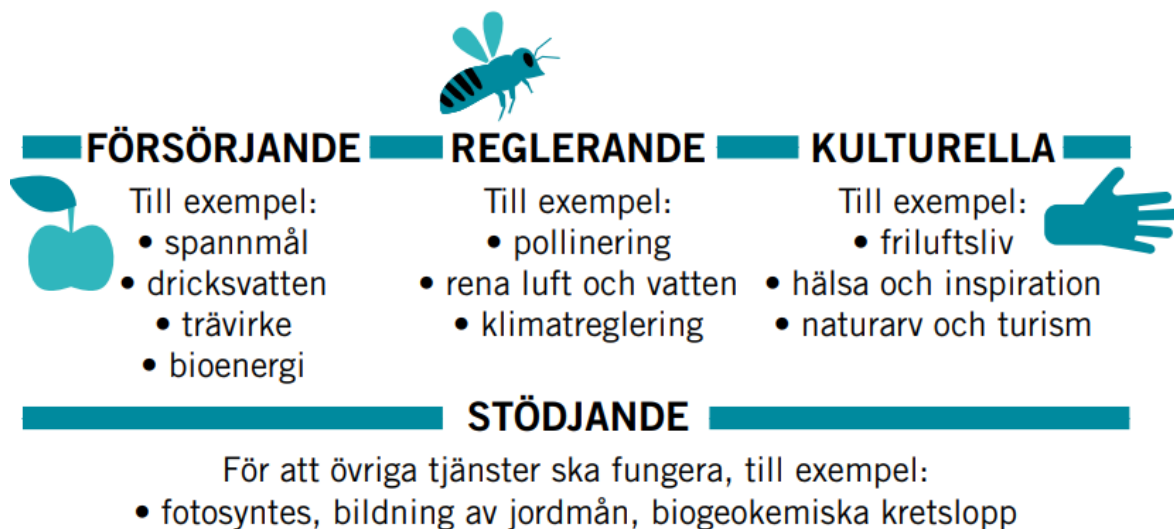 FÖRSÖRJANDE
Till exempel:
• spannmål
• dricksvatten
• trävirke
• bioenergi
REGLERANDE
Till exempel:
• pollinering
• rena luft och vatten
• klimatreglering
KULTURELLA
Till exempel:
• friluftsliv
• hälsa och inspiration
• naturarv och turism
STÖDJANDE
För att övriga tjänster ska fungera, till exempel:
• fotosyntes, bildning av jordmån, biogeokemiska kretslopp